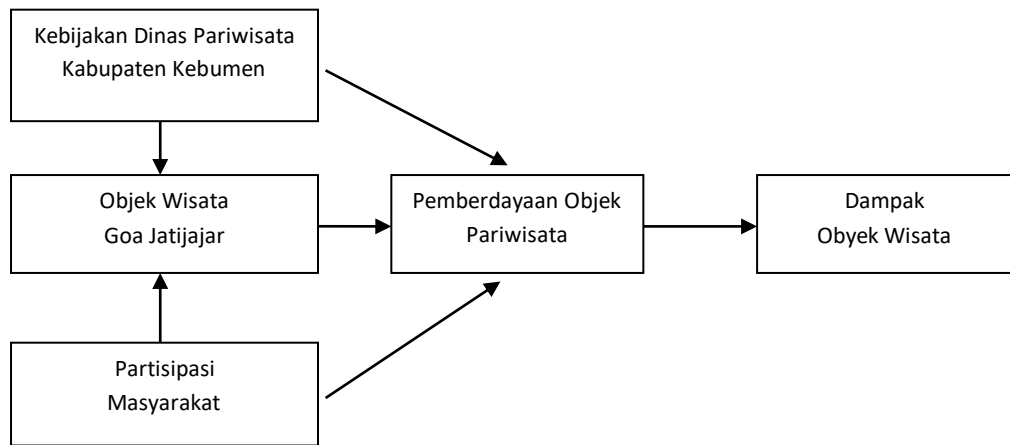 Kebijakan Dinas Pariwisata
Kabupaten Kebumen
Objek Wisata
Goa Jatijajar
Pemberdayaan Objek
Pariwisata
Dampak
Obyek Wisata
Partisipasi
Masyarakat